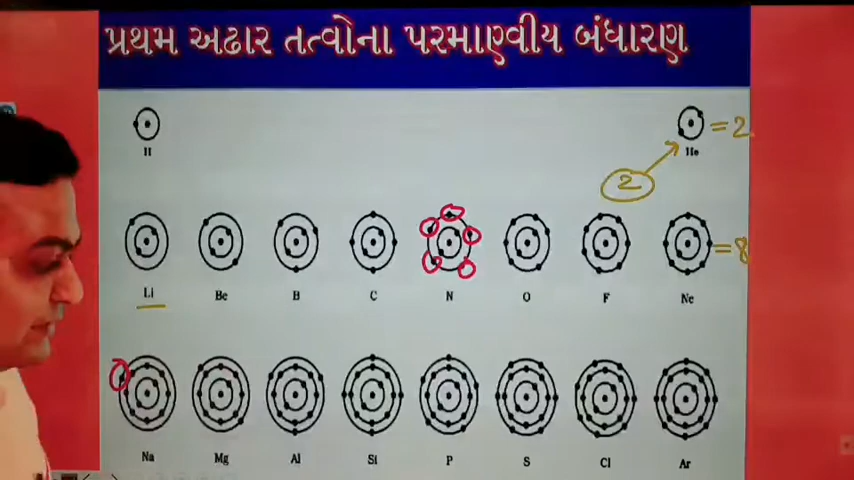 પ્રથમ અઢાર તત્વોના પરમાણ્વીય બંધારણ
H He = 2
2
Li Be B C N O F Ne = 8
Na Mg Al Si P S Cl Ar